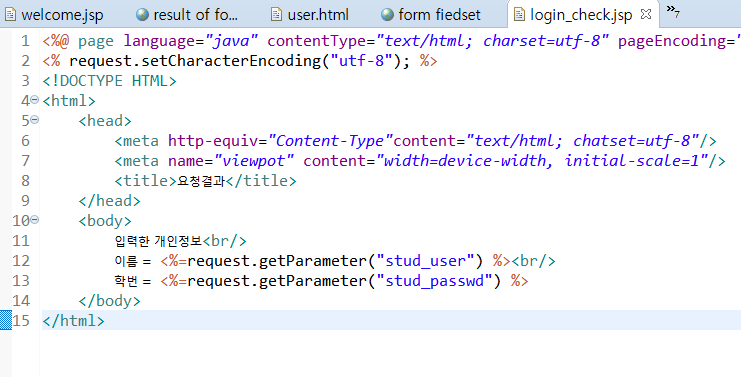 welcome.jsp result of fo... user.html form fiedset login_check.jsp »7
1 <%@ page language="java" contentType="text/html; charset=utf-8" pageEncoding="
2 <% request.setCharacterEncoding("utf-8"); %>
3 <!DOCTYPE HTML>
4 <html>
5 <head>
6 <meta http-equiv="Content-Type"content="text/html; chatset=utf-8"/>
7 <meta name="viewpot" content="width=device-width, initial-scale=1"/>
8 <title>요청결과</title>
9 </head>
10 <body>
11 입력한 개인정보<br/>
12 이름 = <%=request.getParameter("stud_user") %><br/>
13 학번 = <%=request.getParameter("stud_passwd") %>
14 </body>
15 </html>